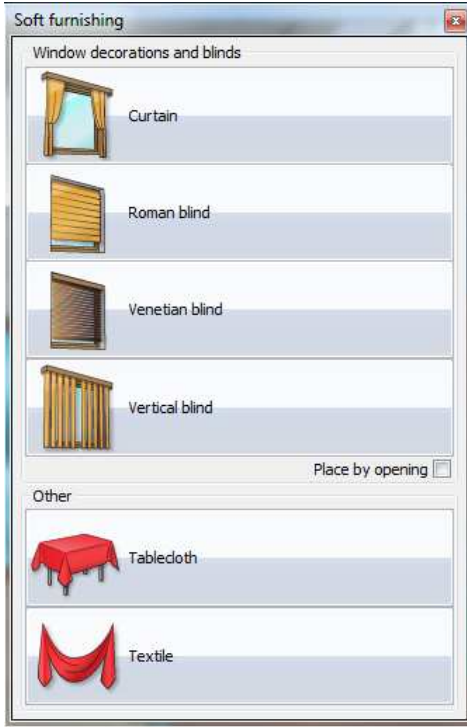 Soft furnishing
Window decorations and blinds
Curtain
Roman blind
Venetian blind
Vertical blind
Place by opening
Other
Tablecloth
Textile